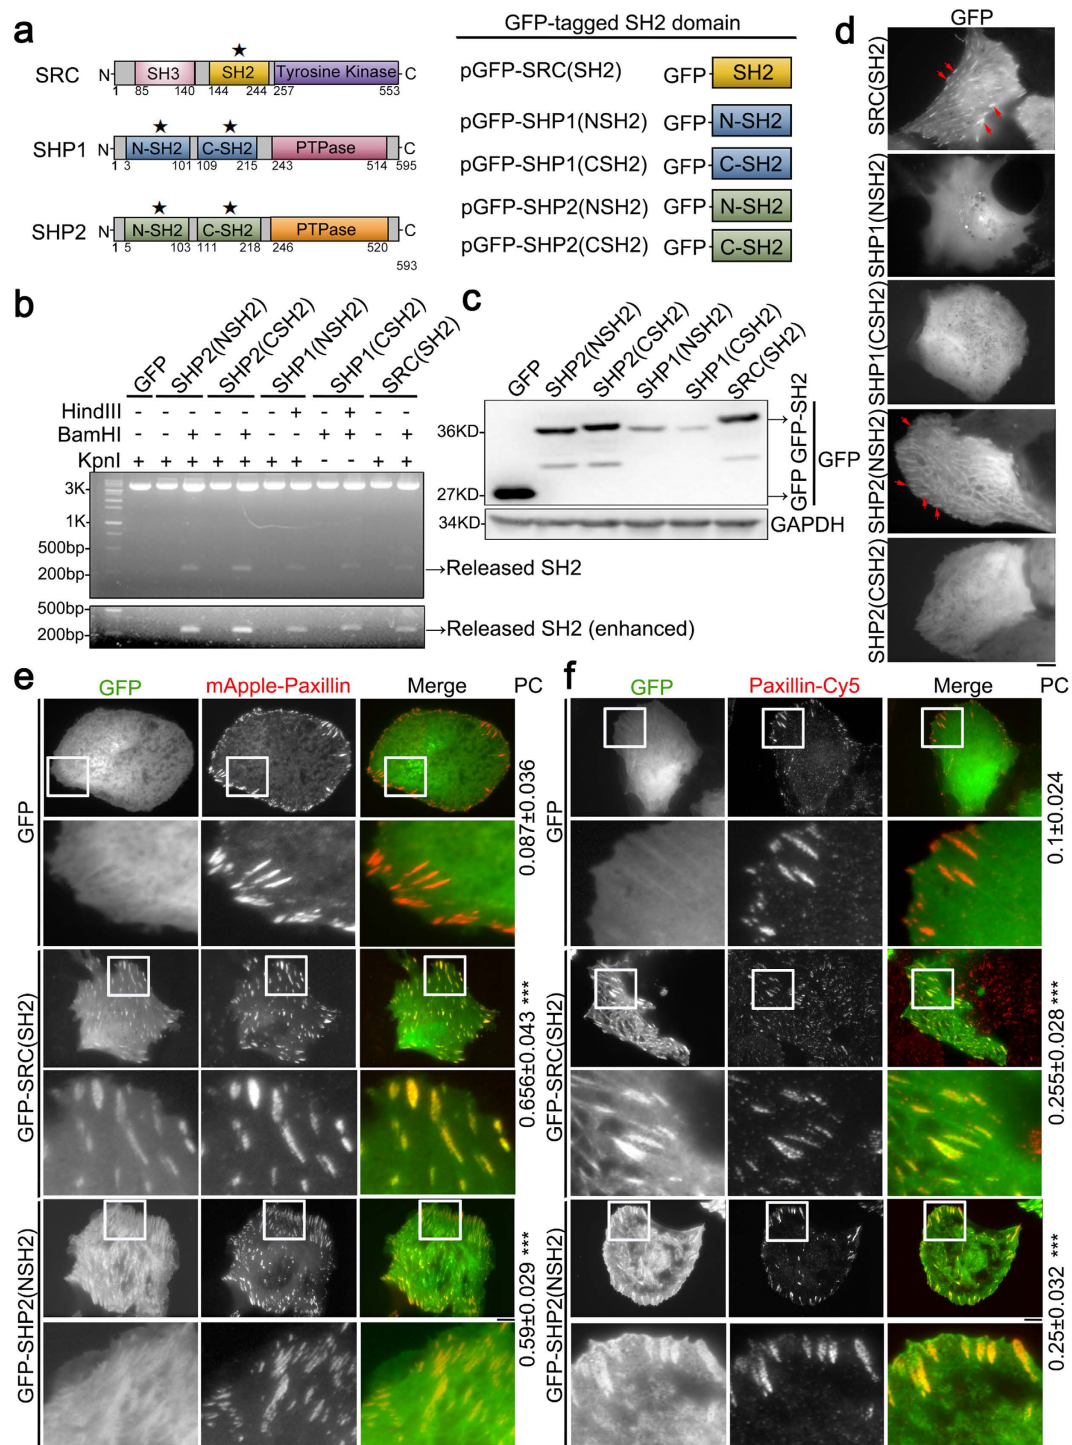 a
GFP-tagged SH2 domain
★
SRC N- SH3 SH2 Tyrosine Kinase -C
1 85 140 144 244 257 553
pGFP-SRC(SH2) GFP- SH2
★ ★
SHP1 N- N-SH2 C-SH2 PTPase -C
1 3 101 109 215 243 514 595
pGFP-SHP1(NSH2) GFP- N-SH2
pGFP-SHP1(CSH2) GFP- C-SH2
★ ★
SHP2 N- N-SH2 C-SH2 PTPase -C
1 5 103 111 218 246 520
593
pGFP-SHP2(NSH2) GFP- N-SH2
pGFP-SHP2(CSH2) GFP- C-SH2
b
GFP
SHP2(NSH2)
SHP2(CSH2)
SHP1(NSH2)
SHP1(CSH2)
SRC(SH2)
HindIII - - - - - - + - + - -
BamHI - - + - + - - + + - +
KpnI + + + + + + + - - + +
3K-
1K-
500bp-
200bp-
→Released SH2
500bp-
200bp-
→Released SH2 (enhanced)
c
GFP
SHP2(NSH2)
SHP2(CSH2)
SHP1(NSH2)
SHP1(CSH2)
SRC(SH2)
36KD-
27KD-
34KD-
GFP GFP-SH2
GFP
GAPDH
d
GFP
SRC(SH2)
SHP1(NSH2)
SHP1(CSH2)
SHP2(NSH2)
SHP2(CSH2)
e
GFP mApple-Paxillin Merge PC
GFP
0.087±0.036
GFP-SRC(SH2)
0.656±0.043 ***
GFP-SHP2(NSH2)
0.59±0.029 ***
f
GFP Paxillin-Cy5 Merge PC
GFP
0.1±0.024
GFP-SRC(SH2)
0.255±0.028 ***
GFP-SHP2(NSH2)
0.25±0.032 ***